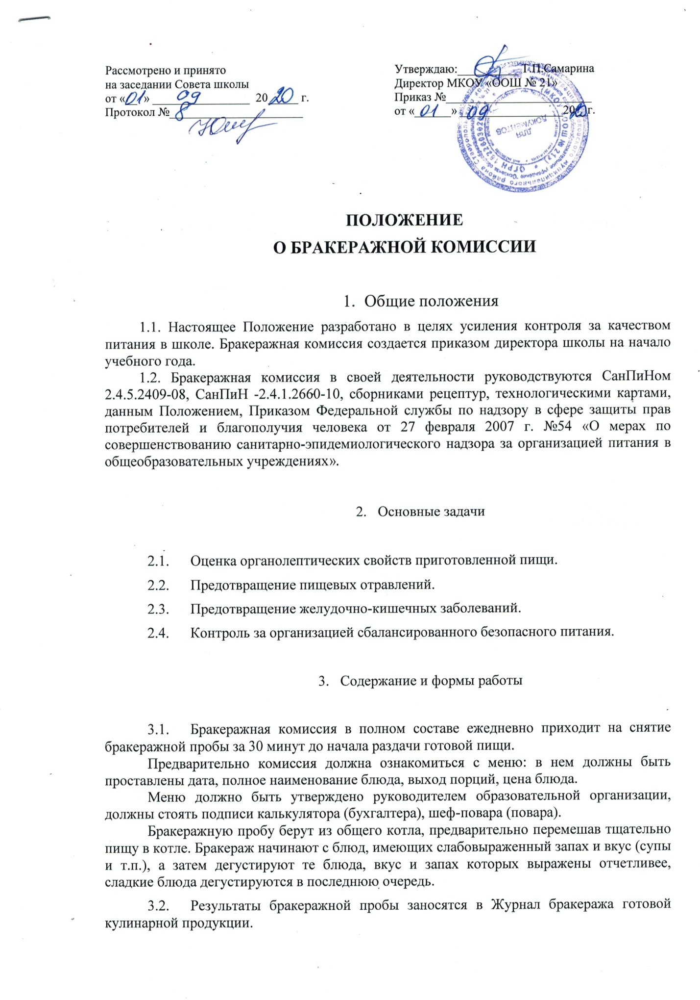 Рассмотрено и принято
на заседании Совета школы
от «01» 09 2020 г.
Протокол № 8
Утверждаю: Т.П.Самарина
Директор МКОУ «ООШ № 21»
Приказ №
от «01» 09 2020г.
ДЛЯ
ДОКУМЕНТОВ
ПОЛОЖЕНИЕ
О БРАКЕРАЖНОЙ КОМИССИИ
1. Общие положения
1.1. Настоящее Положение разработано в целях усиления контроля за качеством
питания в школе. Бракеражная комиссия создается приказом директора школы на начало
учебного года.
1.2. Бракеражная комиссия в своей деятельности руководствуются СанПиНом
2.4.5.2409-08, СанПиН -2.4.1.2660-10, сборниками рецептур, технологическими картами,
данным Положением, Приказом Федеральной службы по надзору в сфере защиты прав
потребителей и благополучия человека от 27 февраля 2007 г. №54 «О мерах по
совершенствованию санитарно-эпидемиологического надзора за организацией питания в
общеобразовательных учреждениях».
2. Основные задачи
2.1. Оценка органолептических свойств приготовленной пищи.
2.2. Предотвращение пищевых отравлений.
2.3. Предотвращение желудочно-кишечных заболеваний.
2.4. Контроль за организацией сбалансированного безопасного питания.
3. Содержание и формы работы
3.1. Бракеражная комиссия в полном составе ежедневно приходит на снятие
бракеражной пробы за 30 минут до начала раздачи готовой пищи.
Предварительно комиссия должна ознакомиться с меню: в нем должны быть
проставлены дата, полное наименование блюда, выход порций, цена блюда.
Меню должно быть утверждено руководителем образовательной организации,
должны стоять подписи калькулятора (бухгалтера), шеф-повара (повара).
Бракеражную пробу берут из общего котла, предварительно перемешав тщательно
пищу в котле. Бракераж начинают с блюд, имеющих слабовыраженный запах и вкус (супы
и т.п.), а затем дегустируют те блюда, вкус и запах которых выражены отчетливее,
сладкие блюда дегустируются в последнюю очередь.
3.2. Результаты бракеражной пробы заносятся в Журнал бракеража готовой
кулинарной продукции.